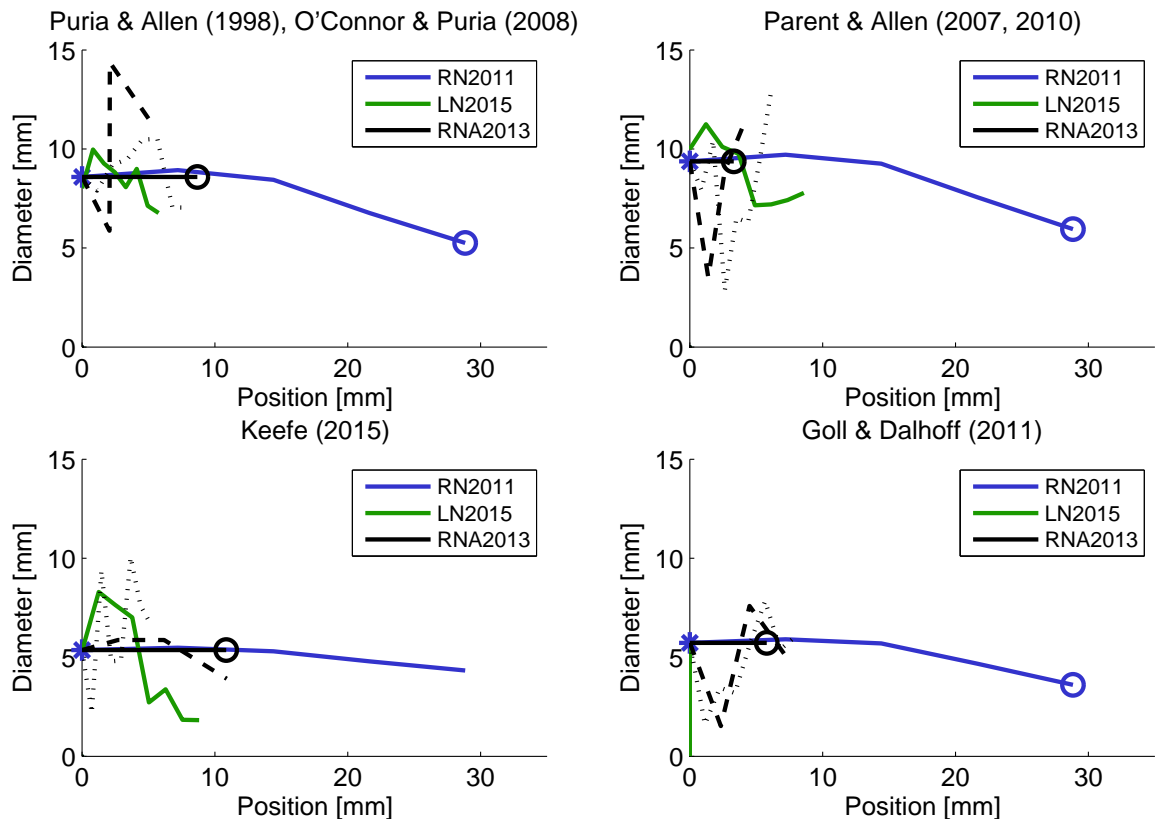 Puria & Allen (1998), O'Connor & Puria (2008)
15
10
5
0
0 10 20 30
Diameter [mm]
Position [mm]
RN2011
LN2015
RNA2013
Parent & Allen (2007, 2010)
15
10
5
0
0 10 20 30
Diameter [mm]
Position [mm]
RN2011
LN2015
RNA2013
Keefe (2015)
15
10
5
0
0 10 20 30
Diameter [mm]
Position [mm]
RN2011
LN2015
RNA2013
Goll & Dalhoff (2011)
15
10
5
0
0 10 20 30
Diameter [mm]
Position [mm]
RN2011
LN2015
RNA2013